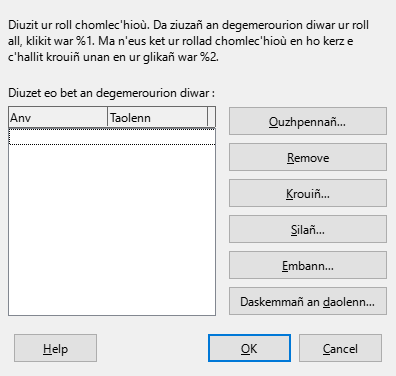 Diuzit ur roll chomlec'hioù. Da ziuzañ an degemerourion diwar ur roll
all, klikit war %1. Ma n'eus ket ur rollad chomlec'hioù en ho kerz e
c'hallit krouiñ unan en ur glikañ war %2.
Diuzet eo bet an degemerourion diwar :
Anv Taolenn
Ouzhpennañ...
Remove
Krouiñ...
Silañ...
Embann...
Daskemmañ an daolenn...
Help OK Cancel